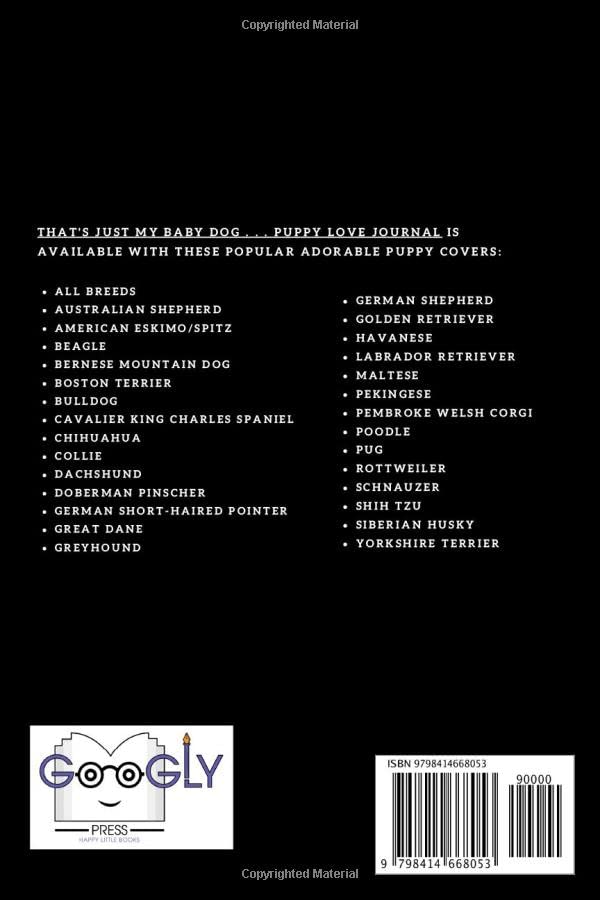 Copyrighted Material
THAT'S JUST MY BABY DOG . . . PUPPY LOVE JOURNAL IS
AVAILABLE WITH THESE POPULAR ADORABLE PUPPY COVERS:
• ALL BREEDS
• AUSTRALIAN SHEPHERD
• AMERICAN ESKIMO/SPITZ
• BEAGLE
• BERNESE MOUNTAIN DOG
• BOSTON TERRIER
• BULLDOG
• CAVALIER KING CHARLES SPANIEL
• CHIHUAHUA
• COLLIE
• DACHSHUND
• DOBERMAN PINSCHER
• GERMAN SHORT-HAIRED POINTER
• GREAT DANE
• GREYHOUND
• GERMAN SHEPHERD
• GOLDEN RETRIEVER
• HAVANESE
• LABRADOR RETRIEVER
• MALTESE
• PEKINGESE
• PEMBROKE WELSH CORGI
• POODLE
• PUG
• ROTTWEILER
• SCHNAUZER
• SHIH TZU
• SIBERIAN HUSKY
• YORKSHIRE TERRIER
GOOGLY
PRESS
HAPPY LITTLE BOOKS
ISBN 9798414668053
90000
9 798414 668053
Copyrighted Material